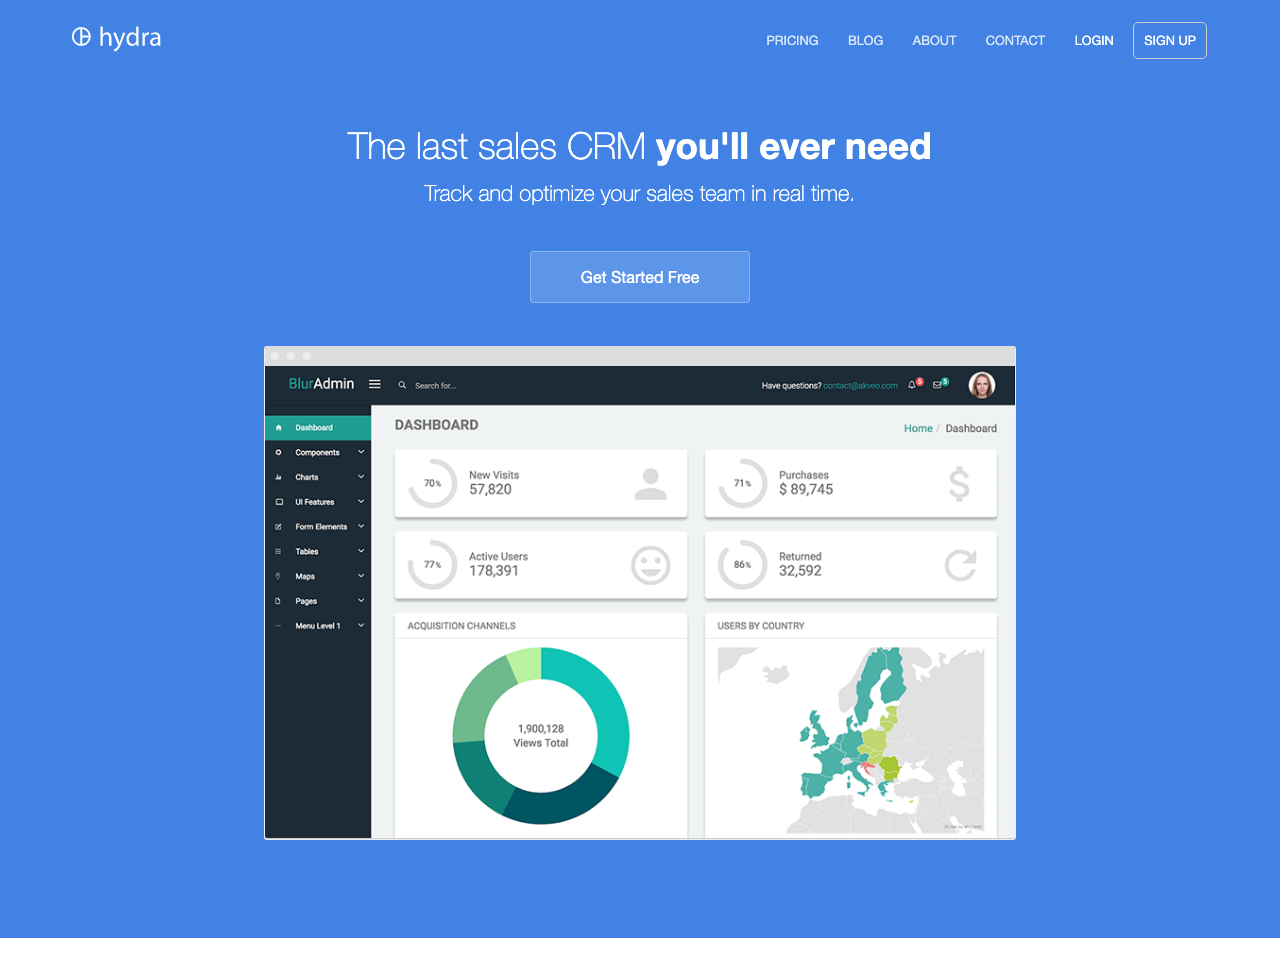 hydra
PRICING BLOG ABOUT CONTACT LOGIN SIGN UP
The last sales CRM you'll ever need
Track and optimize your sales team in real time.
Get Started Free
BlurAdmin Search for... Have questions? contact@akveo.com 5 5
Dashboard
Components
Charts
UI Features
Form Elements
Tables
Maps
Pages
Menu Level 1
DASHBOARD
Home / Dashboard
70%
New Visits
57,820
71%
Purchases
$ 89,745
77%
Active Users
178,391
86%
Returned
32,592
ACQUISITION CHANNELS
1,900,128
Views Total
USERS BY COUNTRY